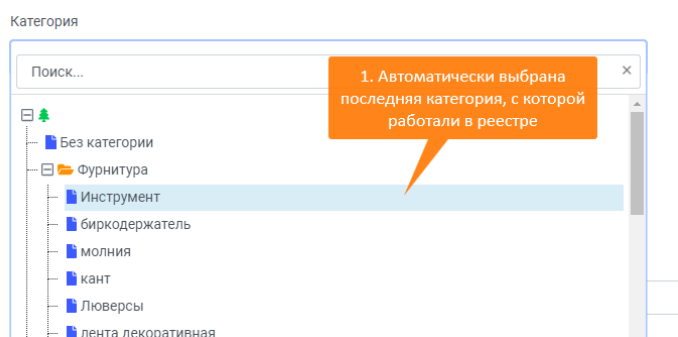 Категория
Поиск...
1. Автоматически выбрана
последняя категория, с которой
работали в реестре
Без категории
Фурнитура
Инструмент
биркодержатель
молния
кант
Люверсы
лента декоративная